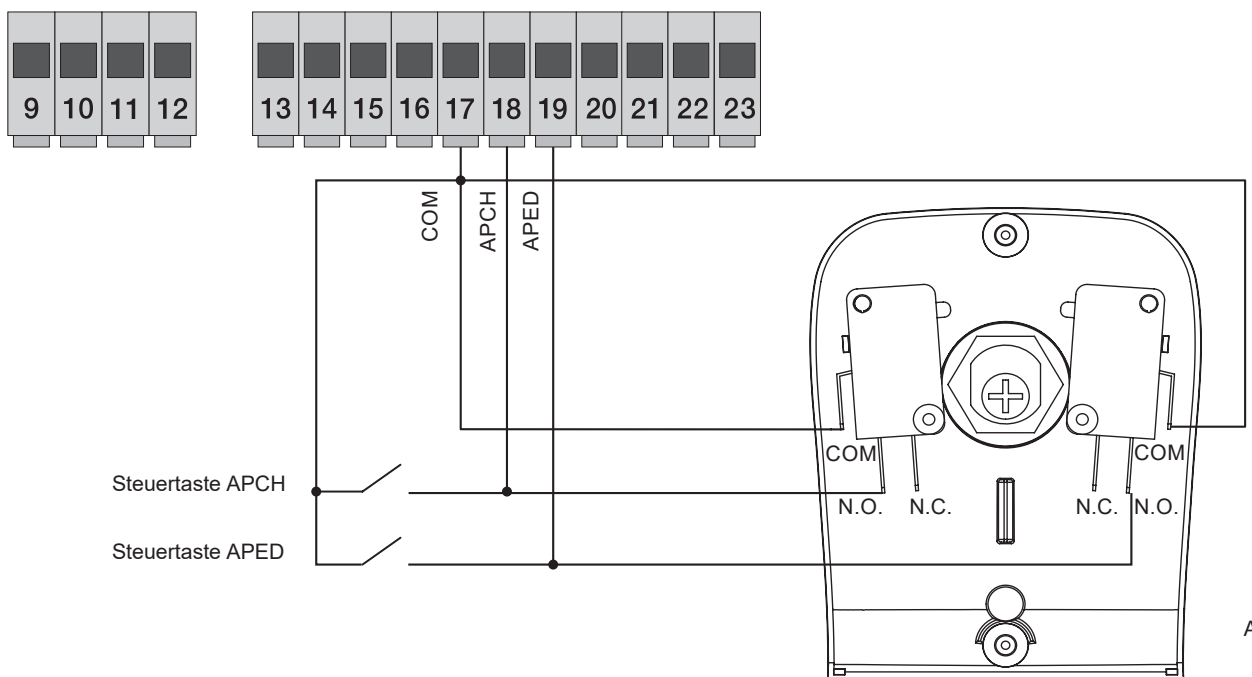 9 10 11 12 13 14 15 16 17 18 19 20 21 22 23
COM
APCH
APED
COM
COM
Steuertaste APCH
N.O. N.C. N.C. N.O.
Steuertaste APED
A